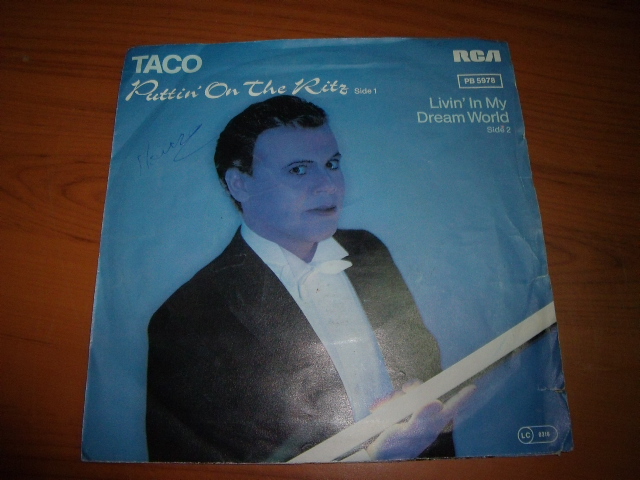 TACO
RCA
Puttin' On The Ritz Side 1
PB 5978
Livin' In My
Dream World
Side 2
LC